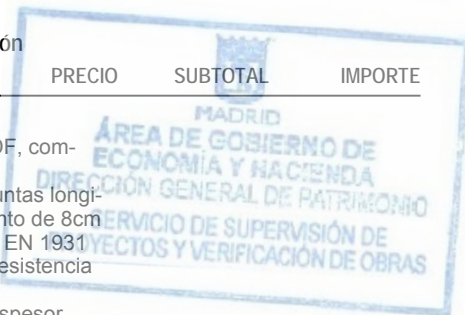 ón
PRECIO SUBTOTAL IMPORTE
MADRID
ÁREA DE GOBIERNO DE
ECONOMÍA Y HACIENDA
DIRECCIÓN GENERAL DE PATRIMONIO
SERVICIO DE SUPERVISIÓN DE
PROYECTOS Y VERIFICACIÓN DE OBRAS
DF, com-
untas longi-
nto de 8cm
EN 1931
esistencia
spesor